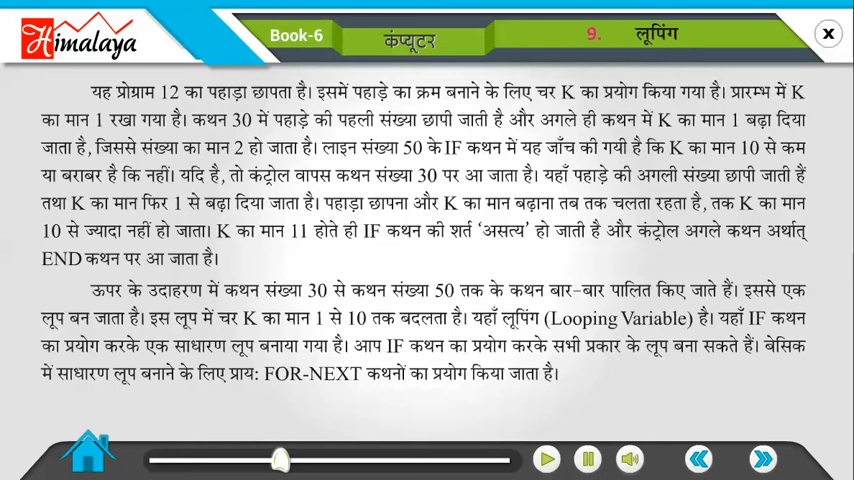 Himalaya
Book-6
कंप्यूटर
9. लूपिंग
X
यह प्रोग्राम 12 का पहाड़ा छापता है। इसमें पहाड़े का क्रम बनाने के लिए चर K का प्रयोग किया गया है। प्रारम्भ में K
का मान 1 रखा गया है। कथन 30 में पहाड़े की पहली संख्या छापी जाती है और अगले ही कथन में K का मान 1 बढ़ा दिया
जाता है, जिससे संख्या का मान 2 हो जाता है। लाइन संख्या 50 के IF कथन में यह जाँच की गयी है कि K का मान 10 से कम
या बराबर है कि नहीं। यदि है, तो कंट्रोल वापस कथन संख्या 30 पर आ जाता है। यहाँ पहाड़े की अगली संख्या छापी जाती हैं
तथा K का मान फिर 1 से बढ़ा दिया जाता है। पहाड़ा छापना और K का मान बढ़ाना तब तक चलता रहता है, तक K का मान
10 से ज्यादा नहीं हो जाता। K का मान 11 होते ही IF कथन की शर्त ‘असत्य’ हो जाती है और कंट्रोल अगले कथन अर्थात्
END कथन पर आ जाता है।
ऊपर के उदाहरण में कथन संख्या 30 से कथन संख्या 50 तक के कथन बार-बार पालित किए जाते हैं। इससे एक
लूप बन जाता है। इस लूप में चर K का मान 1 से 10 तक बदलता है। यहाँ लूपिंग (Looping Variable) है। यहाँ IF कथन
का प्रयोग करके एक साधारण लूप बनाया गया है। आप IF कथन का प्रयोग करके सभी प्रकार के लूप बना सकते हैं। बेसिक
में साधारण लूप बनाने के लिए प्राय: FOR-NEXT कथनों का प्रयोग किया जाता है।